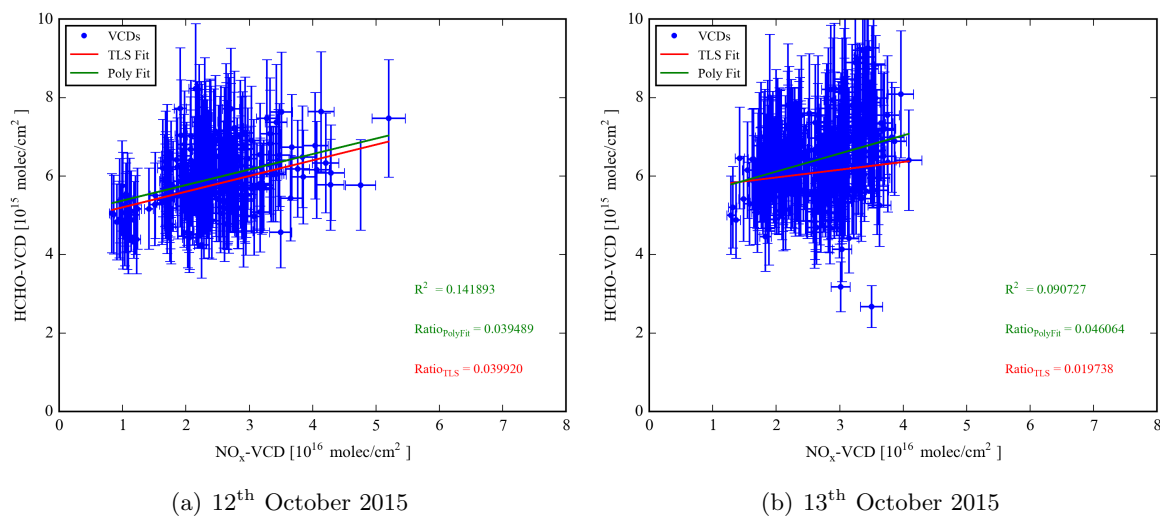 VCDs
TLS Fit
Poly Fit
10
8
6
4
2
0
HCHO-VCD [10^15 molec/cm^2 ]
R^2 = 0.141893
Ratio_PolyFit = 0.039489
Ratio_TLS = 0.039920
0 1 2 3 4 5 6 7 8
NO_x-VCD [10^16 molec/cm^2 ]
(a) 12^th October 2015
VCDs
TLS Fit
Poly Fit
10
8
6
4
2
0
HCHO-VCD [10^15 molec/cm^2 ]
R^2 = 0.090727
Ratio_PolyFit = 0.046064
Ratio_TLS = 0.019738
0 1 2 3 4 5 6 7 8
NO_x-VCD [10^16 molec/cm^2 ]
(b) 13^th October 2015